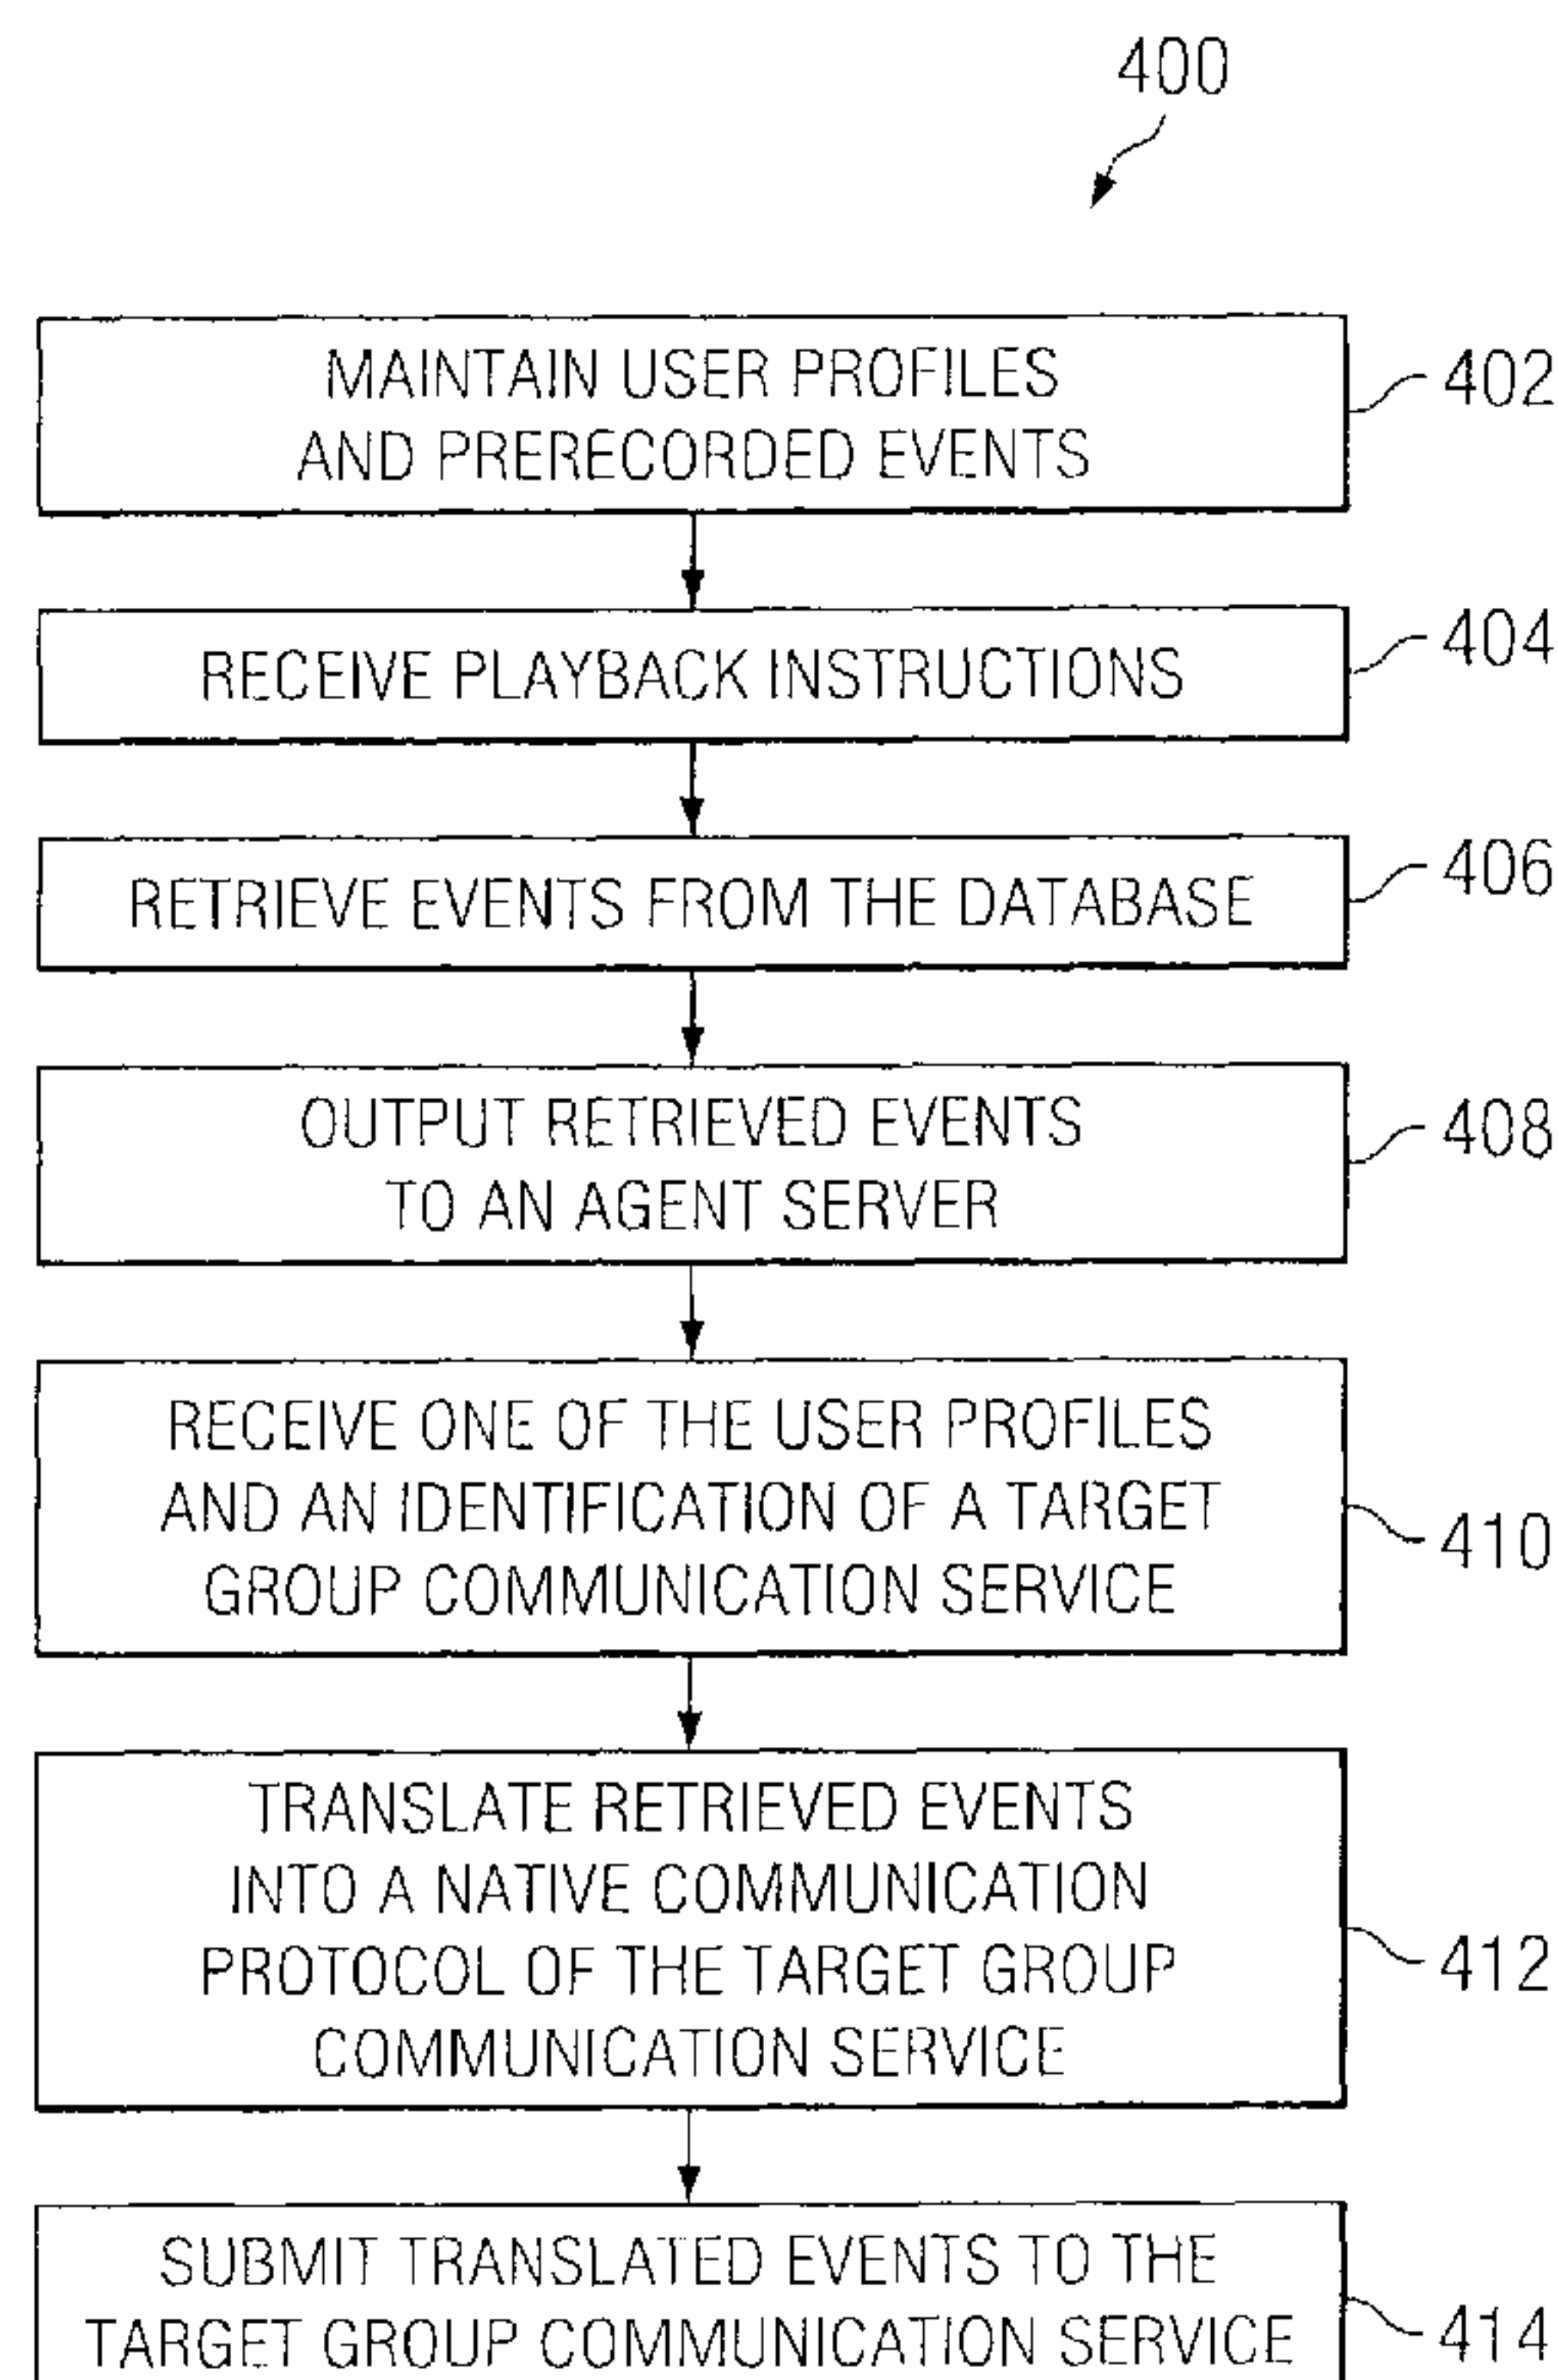 400
MAINTAIN USER PROFILES
AND PRERECORDED EVENTS
402
RECEIVE PLAYBACK INSTRUCTIONS
404
RETRIEVE EVENTS FROM THE DATABASE
406
OUTPUT RETRIEVED EVENTS
TO AN AGENT SERVER
408
RECEIVE ONE OF THE USER PROFILES
AND AN IDENTIFICATION OF A TARGET
GROUP COMMUNICATION SERVICE
410
TRANSLATE RETRIEVED EVENTS
INTO A NATIVE COMMUNICATION
PROTOCOL OF THE TARGET GROUP
COMMUNICATION SERVICE
412
SUBMIT TRANSLATED EVENTS TO THE
TARGET GROUP COMMUNICATION SERVICE
414